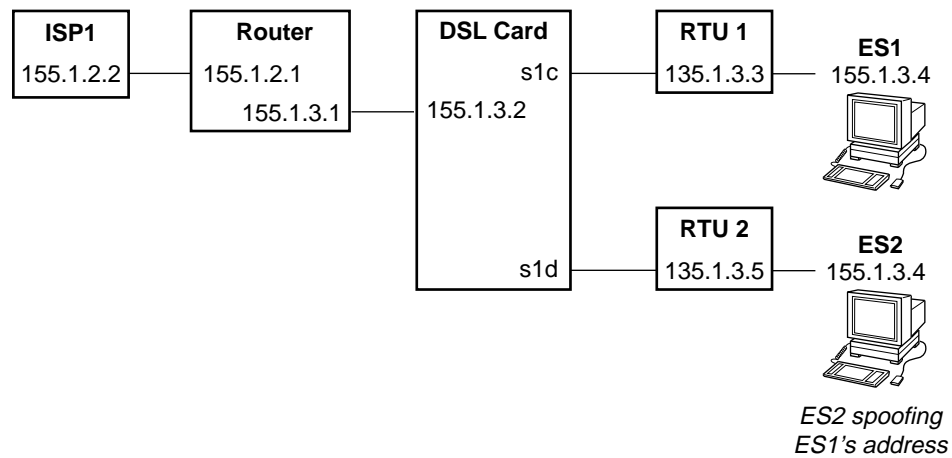 ISP1
155.1.2.2
Router
155.1.2.1
155.1.3.1
DSL Card
s1c
155.1.3.2
s1d
RTU 1
135.1.3.3
ES1
155.1.3.4
RTU 2
135.1.3.5
ES2
155.1.3.4
ES2 spoofing
ES1's address